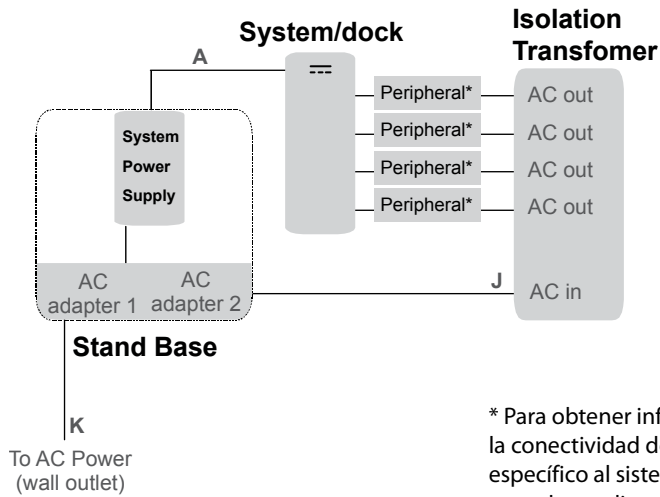 Isolation
Transfomer
System/dock
A
Peripheral*
AC out
Peripheral*
AC out
Peripheral*
AC out
Peripheral*
AC out
System
Power
Supply
AC
adapter 1
AC
adapter 2
J
AC in
Stand Base
K
To AC Power
(wall outlet)
* Para obtener
la conectividad
específico al